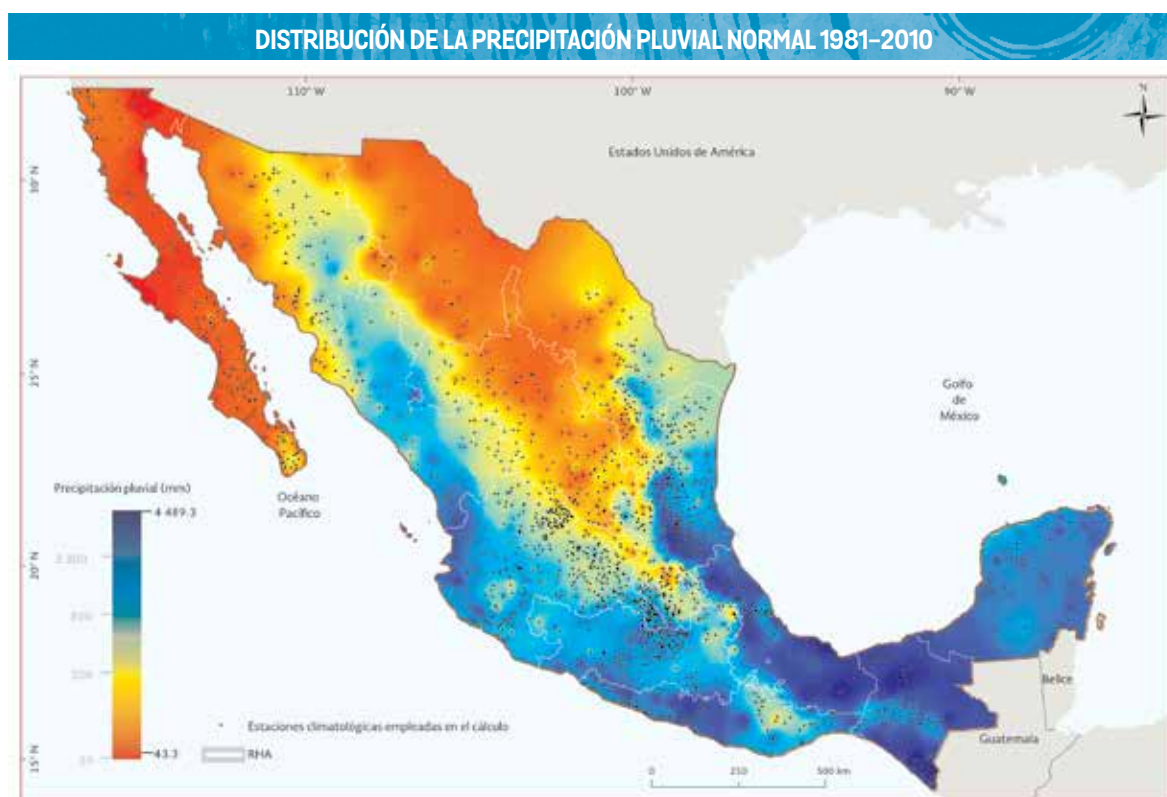 DISTRIBUCIÓN DE LA PRECIPITACIÓN PLUVIAL NORMAL 1981–2010
110° W
100° W
90° W
N
Estados Unidos de América
30° N
25° N
Golfo
de
México
Precipitación pluvial (mm)
Océano
Pacífico
4 489.3
20° N
Belice
Estaciones climatológicas empleadas en el cálculo
Guatemala
43.3
RHA
15° N
0
250
500 km